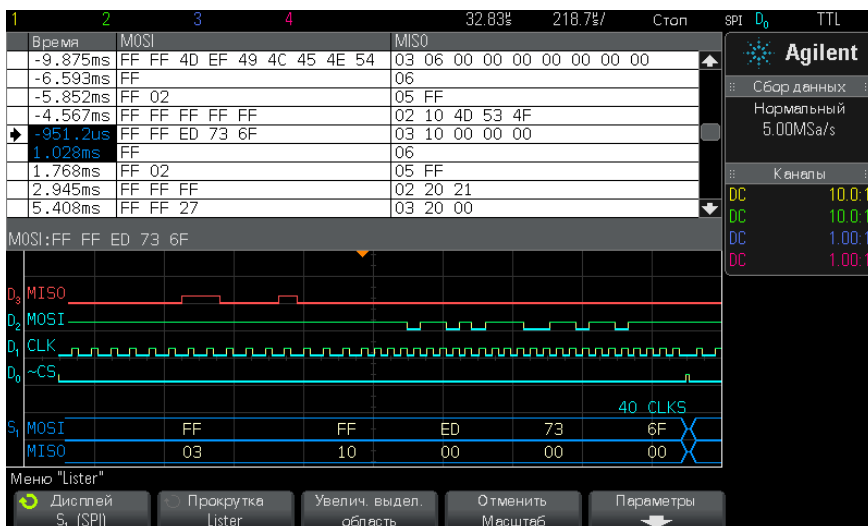 1 2 3 4 32.83µs 218.7µs/ Стоп SPI D₀ TTL
Время MOSI MISO
-9.875ms FF FF 4D EF 49 4C 45 4E 54 03 06 00 00 00 00 00 00 00
-6.593ms FF 06
-5.852ms FF 02 05 FF
-4.567ms FF FF FF FF FF 02 10 4D 53 4F
-951.2us FF FF ED 73 6F 03 10 00 00 00
1.028ms FF 06
1.768ms FF 02 05 FF
2.945ms FF FF FF 02 20 21
5.408ms FF FF 27 03 20 00
Agilent
Сбор данных
Нормальный
5.00MSa/s
Каналы
DC 10.0:1
DC 10.0:1
DC 1.00:1
DC 1.00:1
MOSI:FF FF ED 73 6F
D₃ MISO
D₂ MOSI
D₁ CLK
D₀ ~CS
40 CLKS
S₁ MOSI FF FF ED 73 6F
MISO 03 10 00 00 00
Меню "Lister"
Дисплей
S₁ (SPI)
Прокрутка
Lister
Увелич. выдел.
область
Отменить
Масштаб
Параметры